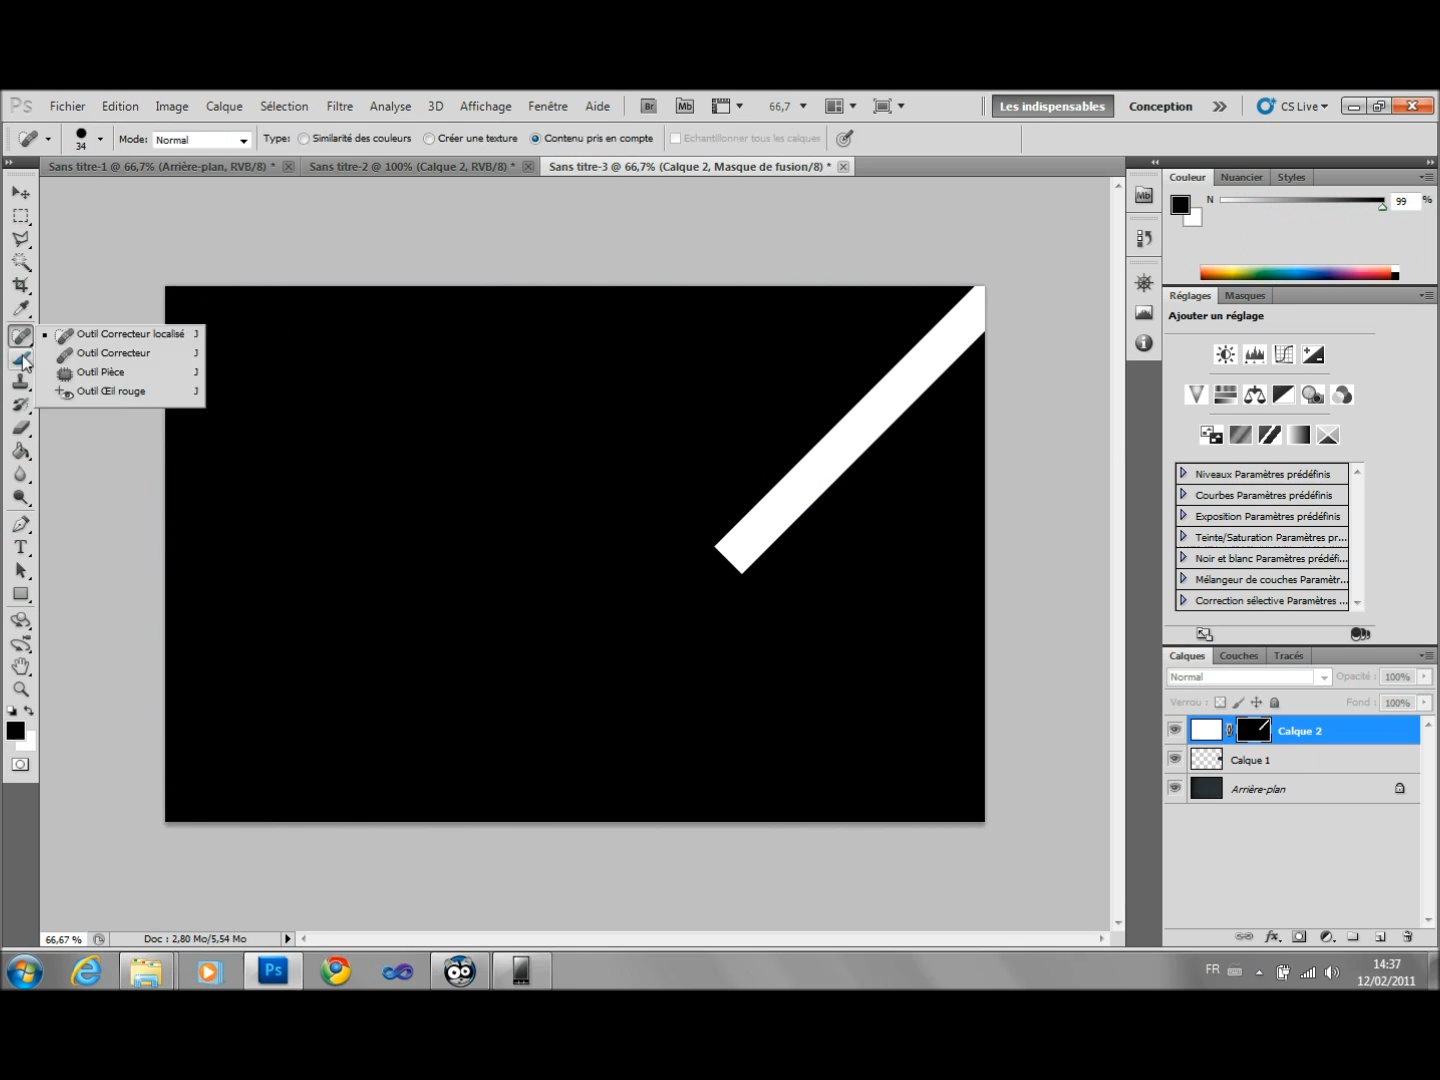 Ps Fichier Edition Image Calque Sélection Filtre Analyse 3D Affichage Fenêtre Aide Br Mb 66,7 Les indispensables Conception CS Live
34 Mode: Normal Type: Similarité des couleurs Créer une texture Contenu pris en compte Echantillonner tous les calques
Sans titre-1 @ 66,7% (Arrière-plan, RVB/8) * Sans titre-2 @ 100% (Calque 2, RVB/8) * Sans titre-3 @ 66,7% (Calque 2, Masque de fusion/8) *
Couleur Nuancier Styles
Mb
N 99 %
Réglages Masques
Ajouter un réglage
Outil Correcteur localisé J
Outil Correcteur J
Outil Pièce J
Outil Œil rouge J
Niveaux Paramètres prédéfinis
Courbes Paramètres prédéfinis
Exposition Paramètres prédéfinis
Teinte/Saturation Paramètres pr...
Noir et blanc Paramètres prédéfi...
Mélangeur de couches Paramètr...
Correction sélective Paramètres ...
T
Calques Couches Tracés
Normal Opacité : 100%
Verrou : Fond : 100%
Calque 2
Calque 1
Arrière-plan
66,67 % Doc : 2,80 Mo/5,54 Mo
fx
Ps
FR
14:37
12/02/2011